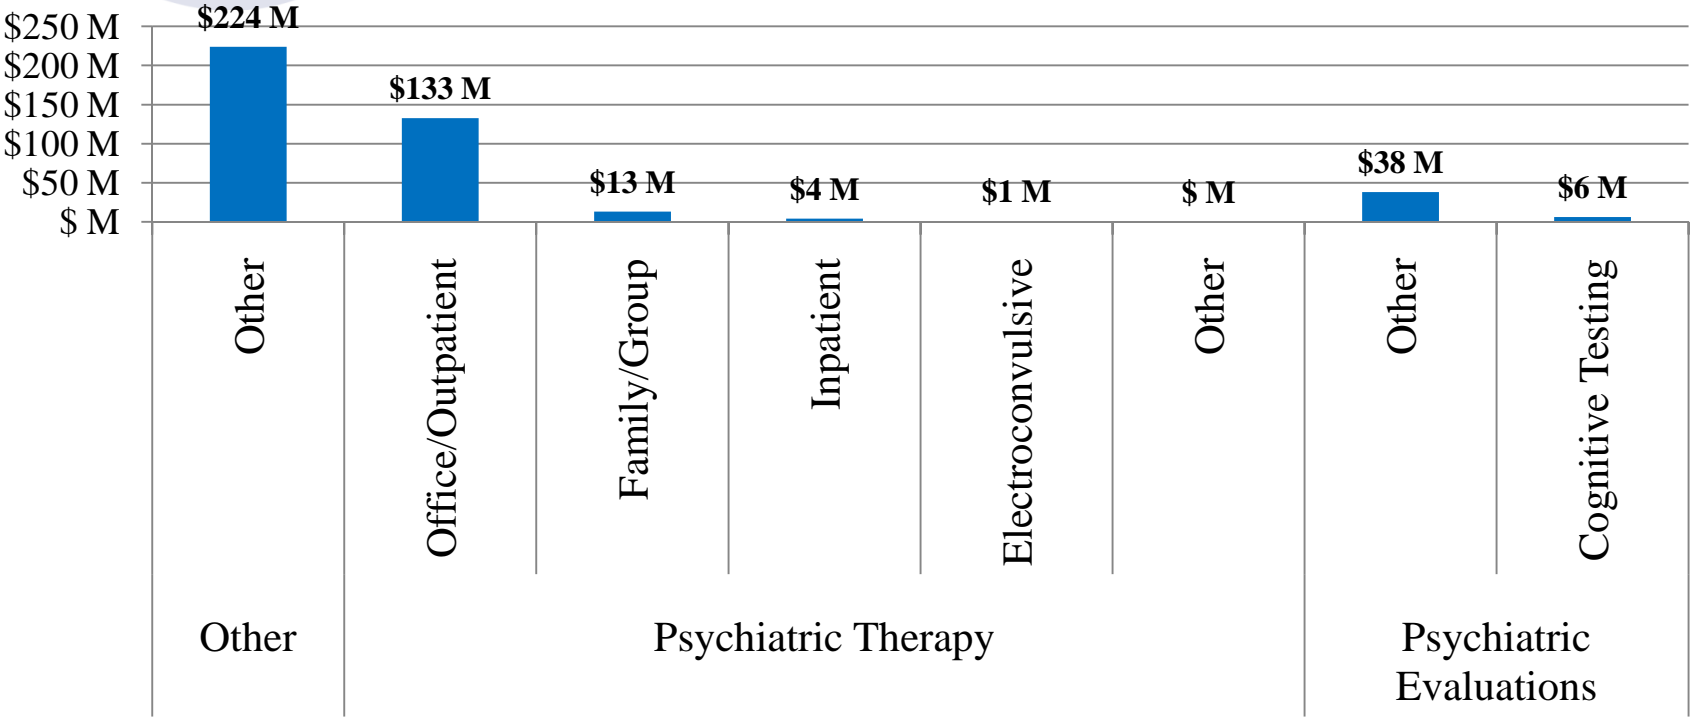 $250 M
$200 M
$150 M
$100 M
$50 M
$ M
$224 M
$133 M
$13 M
$4 M
$1 M
$ M
$38 M
$6 M
Other
Office/Outpatient
Family/Group
Inpatient
Electroconvulsive
Other
Other
Cognitive Testing
Other
Psychiatric Therapy
Psychiatric
Evaluations